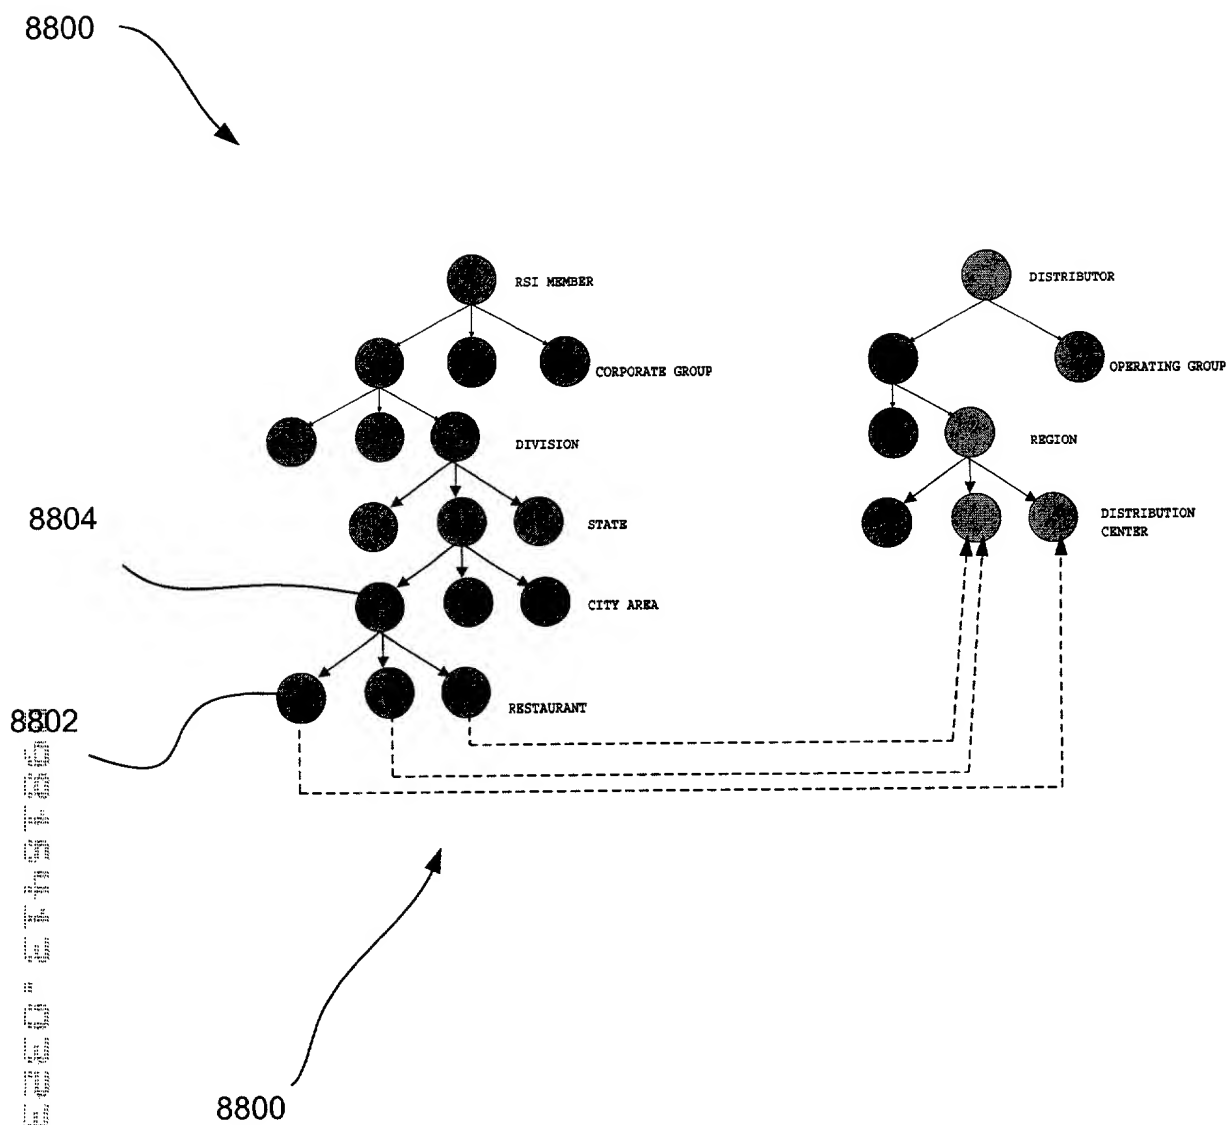 8800
RSI MEMBER
DISTRIBUTOR
CORPORATE GROUP
OPERATING GROUP
DIVISION
REGION
8804
STATE
DISTRIBUTION
CENTER
CITY AREA
8802
RESTAURANT
8800